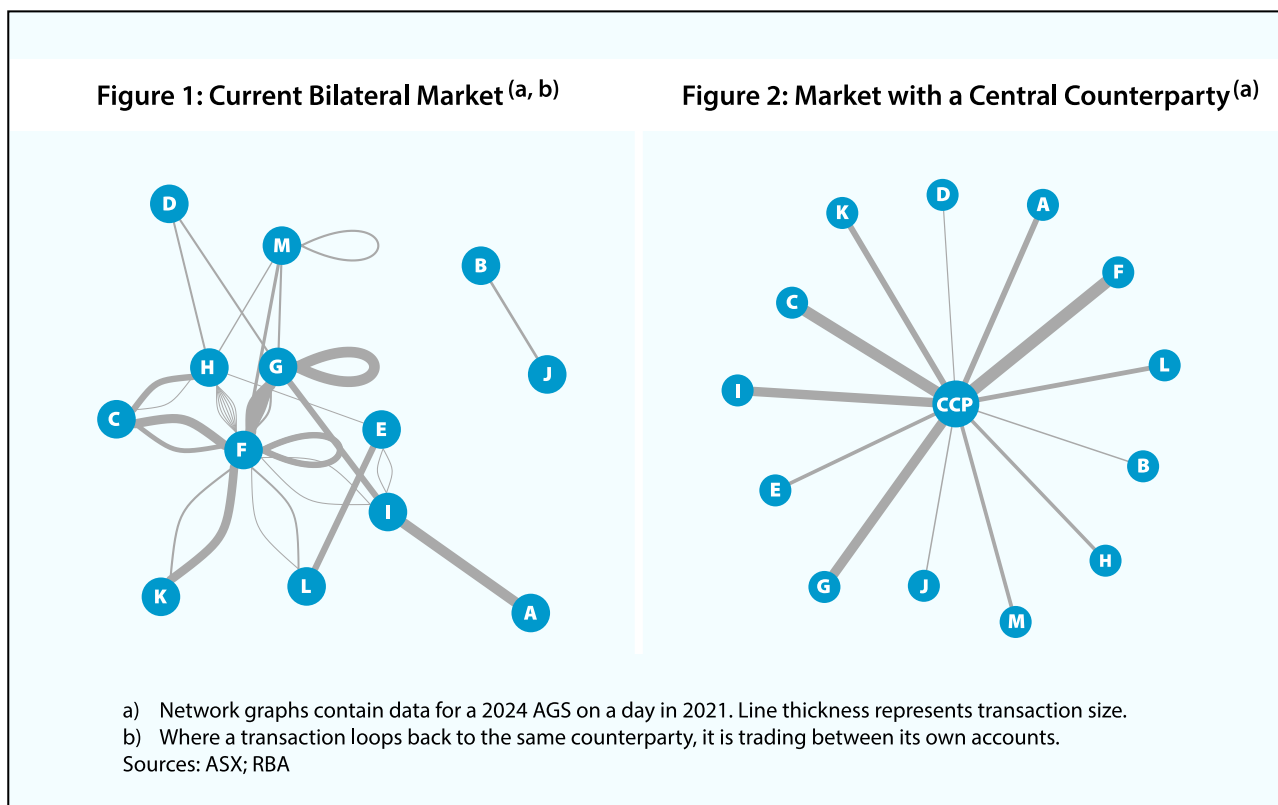 Figure 1: Current Bilateral Market (a, b)
Figure 2: Market with a Central Counterparty (a)
D
M
B
H
G
J
C
E
F
I
K
L
A
D
A
K
F
C
L
I
CCP
B
E
H
G
J
M
a) Network graphs contain data for a 2024 AGS on a day in 2021. Line thickness represents transaction size.
b) Where a transaction loops back to the same counterparty, it is trading between its own accounts.
Sources: ASX; RBA